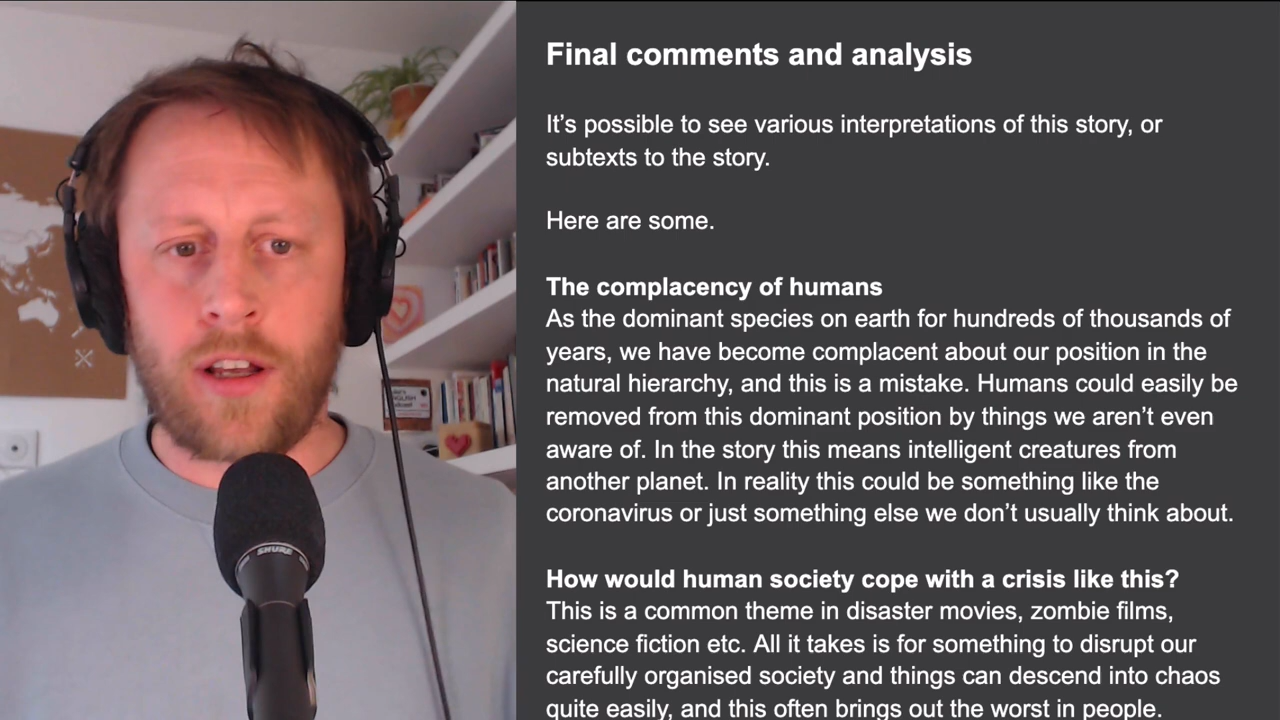 Final comments and analysis
It’s possible to see various interpretations of this story, or
subtexts to the story.
Here are some.
The complacency of humans
As the dominant species on earth for hundreds of thousands of
years, we have become complacent about our position in the
natural hierarchy, and this is a mistake. Humans could easily be
removed from this dominant position by things we aren’t even
aware of. In the story this means intelligent creatures from
another planet. In reality this could be something like the
coronavirus or just something else we don’t usually think about.
How would human society cope with a crisis like this?
This is a common theme in disaster movies, zombie films,
science fiction etc. All it takes is for something to disrupt our
carefully organised society and things can descend into chaos
quite easily, and this often brings out the worst in people.
ENGLISH
SHURE